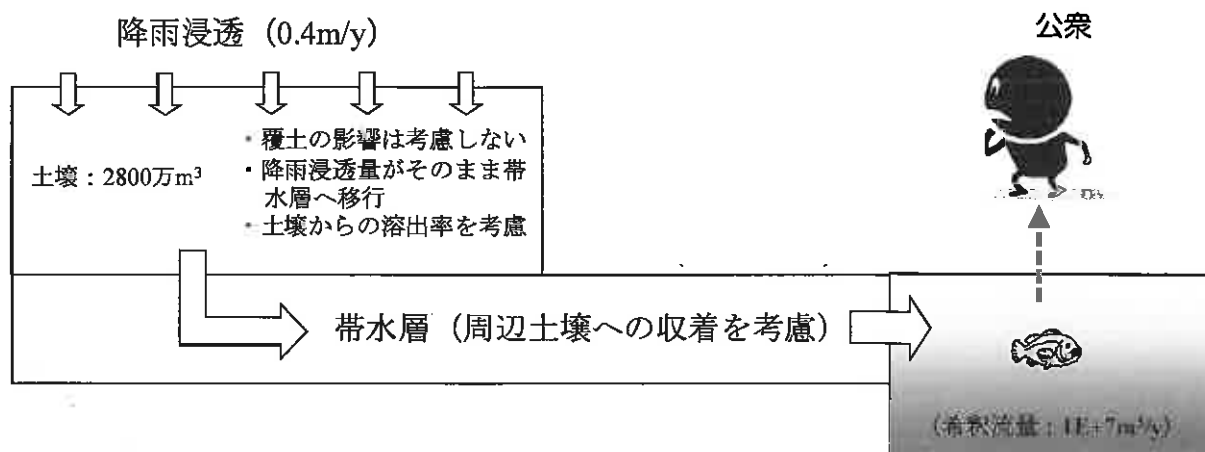 降雨浸透（0.4m/y）
公衆
土壌：2800万m³
・覆土の影響は考慮しない
・降雨浸透量がそのまま帯
水層へ移行
・土壌からの溶出率を考慮
帯水層（周辺土壌への収着を考慮）
（希釈流量：1E+7m³/y）